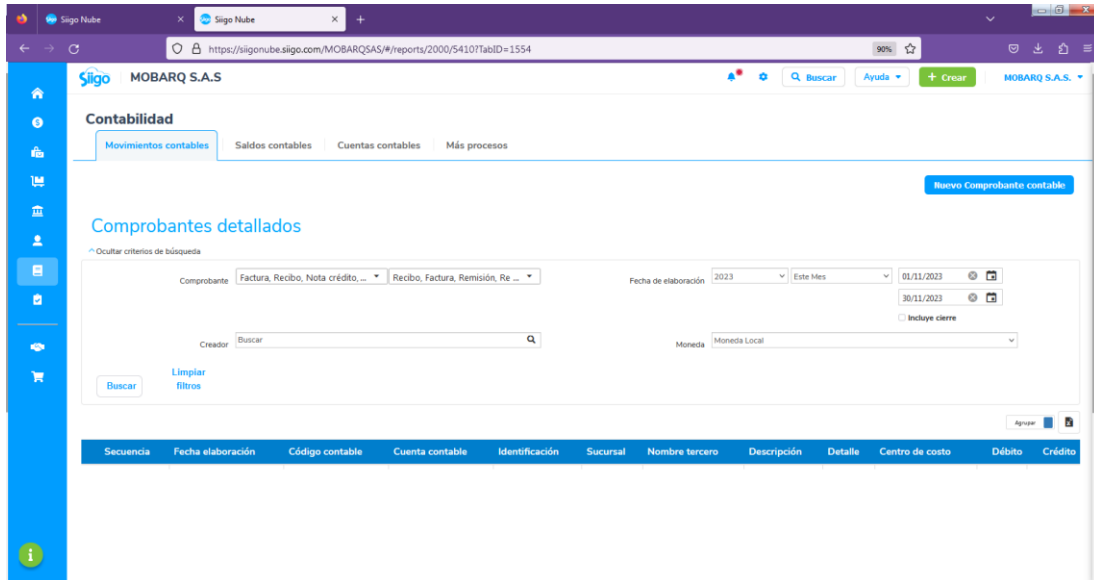 Siigo Nube
Siigo Nube
https://siigonube.siigo.com/MOBARQSAS/#/reports/2000/5410?TabID=1554
90%
Siigo MOBARQ S.A.S
Buscar
Ayuda
+ Crear
MOBARQ S.A.S.
Contabilidad
Movimientos contables
Saldos contables
Cuentas contables
Más procesos
Nuevo Comprobante contable
Comprobantes detallados
Ocultar criterios de búsqueda
Comprobante Factura, Recibo, Nota crédito, ... Recibo, Factura, Remisión, Re ... Fecha de elaboración 2023 Este Mes 01/11/2023
30/11/2023
Incluye cierre
Creador Buscar Moneda Moneda Local
Buscar
Limpiar
filtros
Agrupar
Secuencia Fecha elaboración Código contable Cuenta contable Identificación Sucursal Nombre tercero Descripción Detalle Centro de costo Débito Crédito